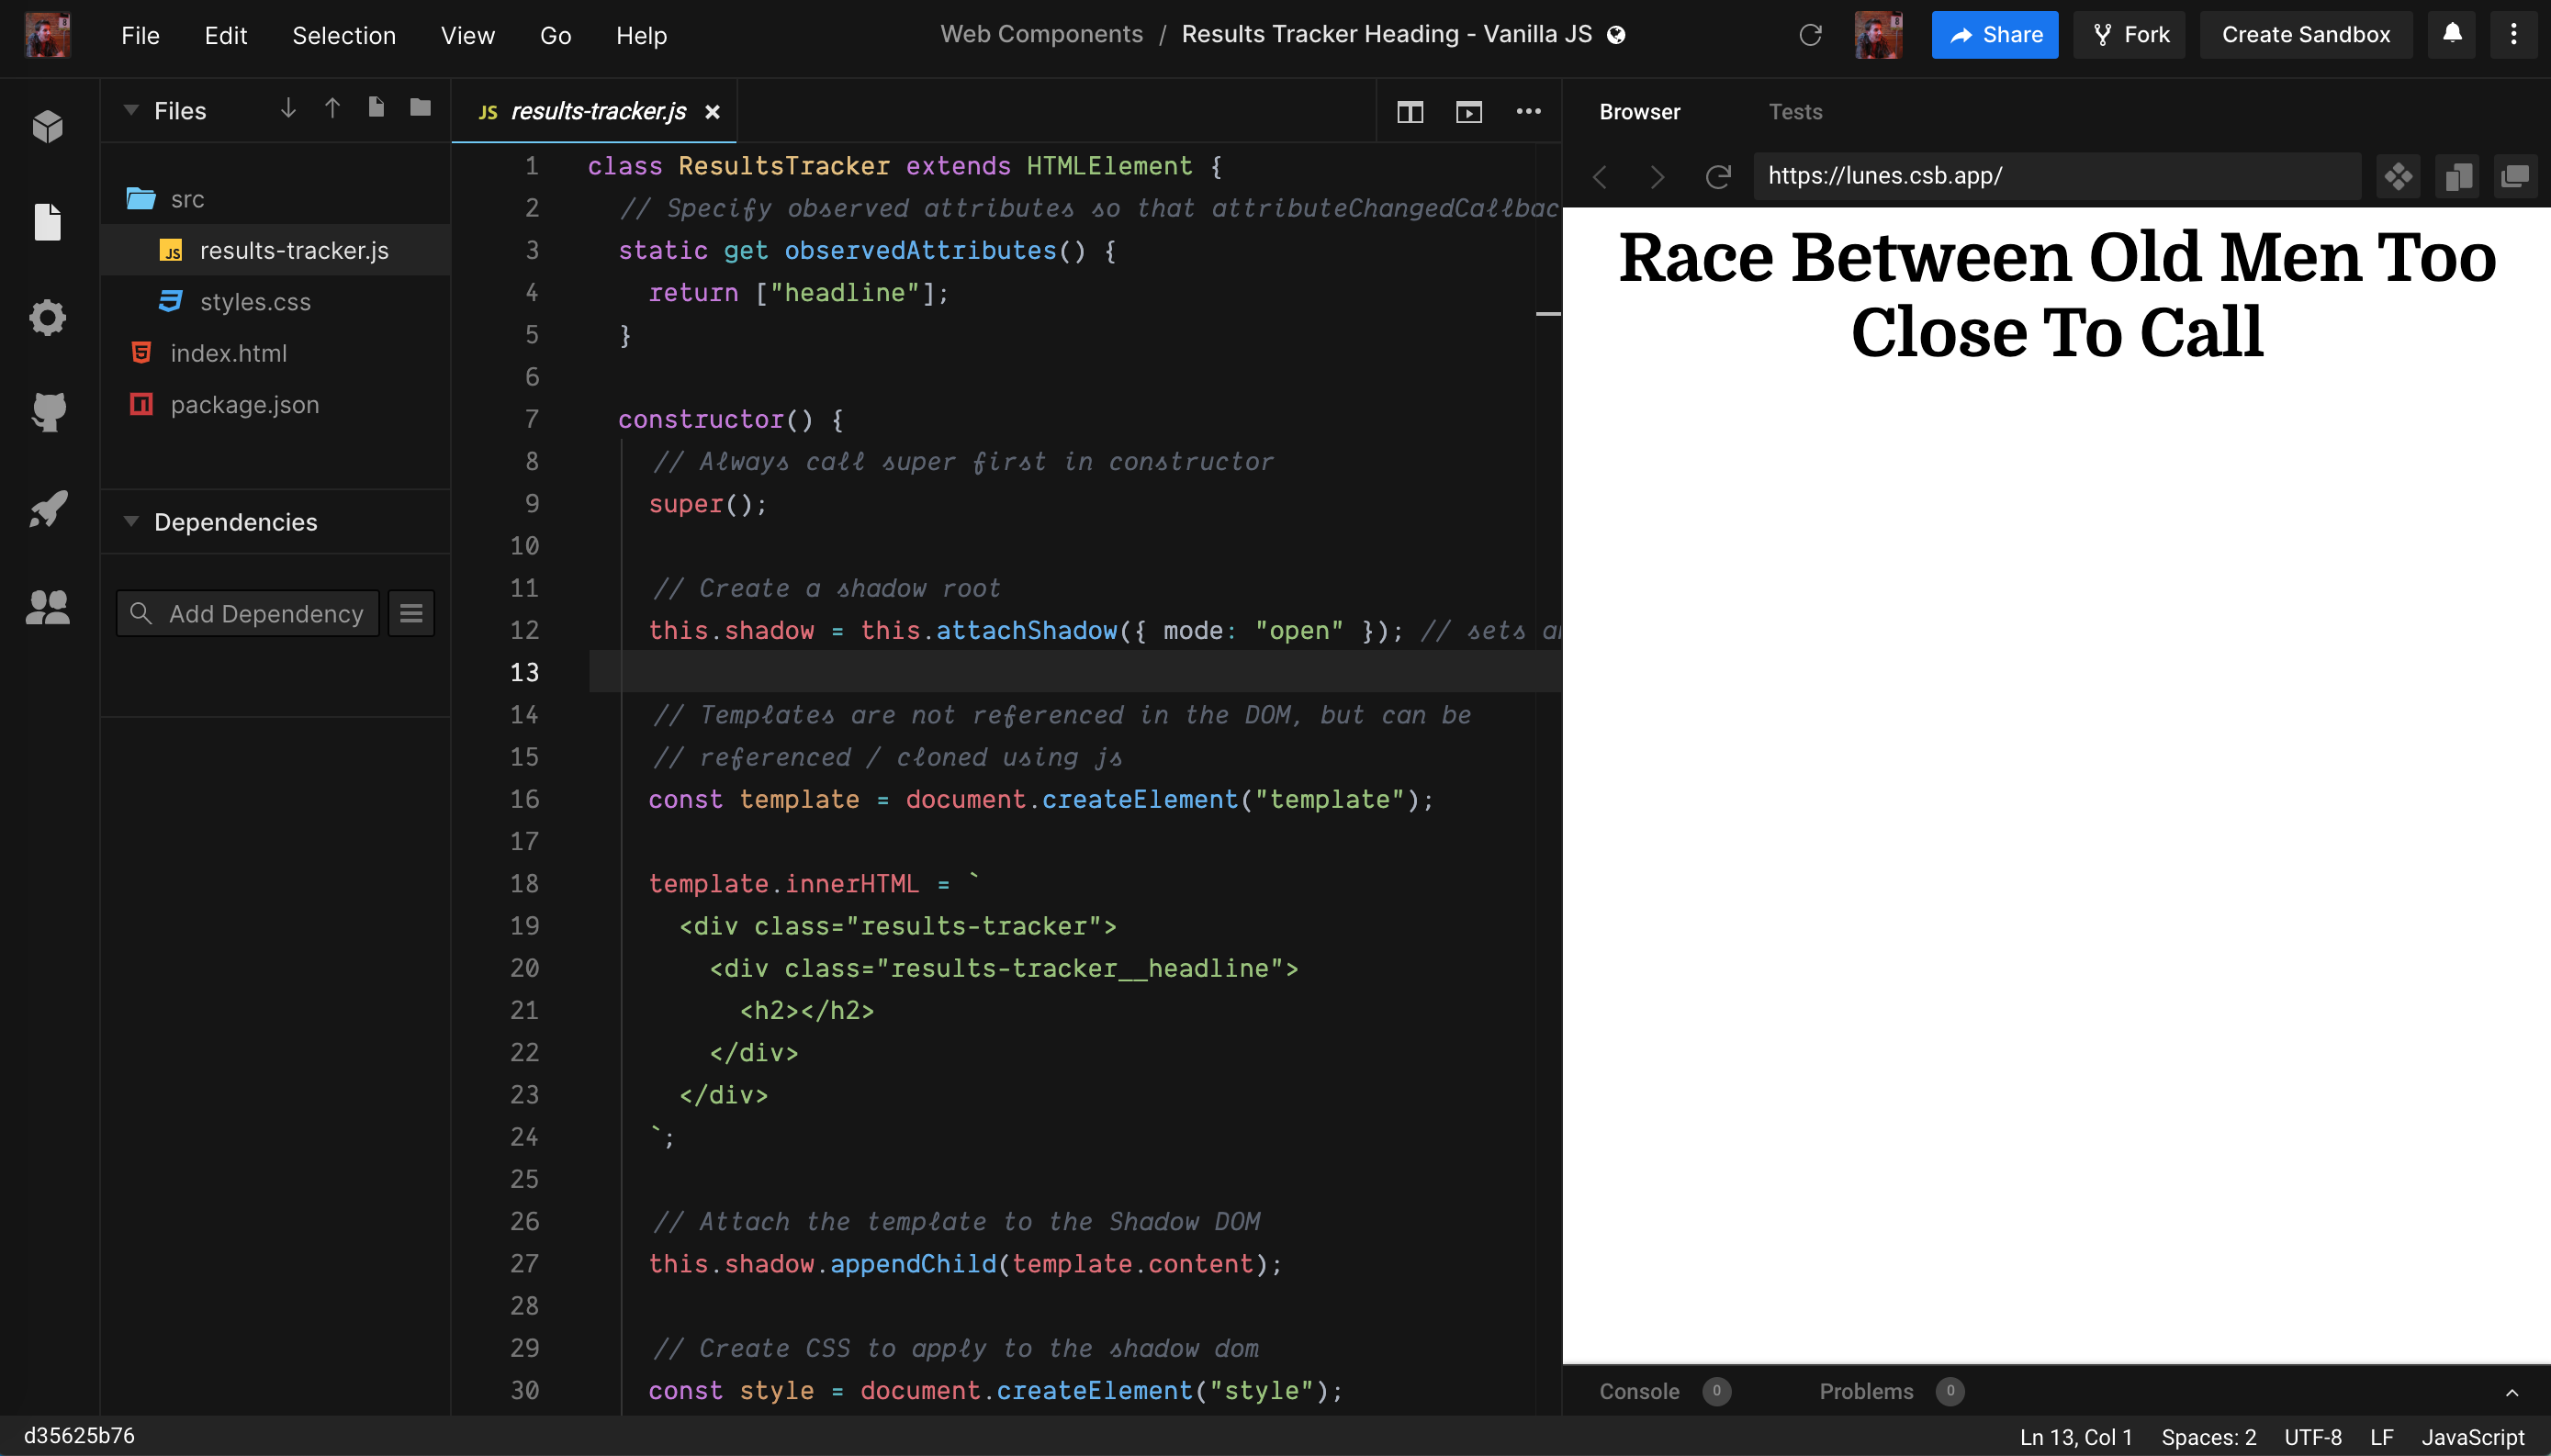 File Edit Selection View Go Help
Web Components / Results Tracker Heading - Vanilla JS
Share Fork Create Sandbox
Files
src
results-tracker.js
styles.css
index.html
package.json
Dependencies
Add Dependency
JS results-tracker.js
1 class ResultsTracker extends HTMLElement {
2 // Specify observed attributes so that attributeChangedCallbac
3 static get observedAttributes() {
4 return ["headline"];
5 }
6
7 constructor() {
8 // Always call super first in constructor
9 super();
10
11 // Create a shadow root
12 this.shadow = this.attachShadow({ mode: "open" }); // sets
13
14 // Templates are not referenced in the DOM, but can be
15 // referenced / cloned using js
16 const template = document.createElement("template");
17
18 template.innerHTML = `
19 <div class="results-tracker">
20 <div class="results-tracker__headline">
21 <h2></h2>
22 </div>
23 </div>
24 `;
25
26 // Attach the template to the Shadow DOM
27 this.shadow.appendChild(template.content);
28
29 // Create CSS to apply to the shadow dom
30 const style = document.createElement("style");
Browser Tests
https://lunes.csb.app/
Race Between Old Men Too
Close To Call
Console 0 Problems 0
d35625b76
Ln 13, Col 1 Spaces: 2 UTF-8 LF JavaScript